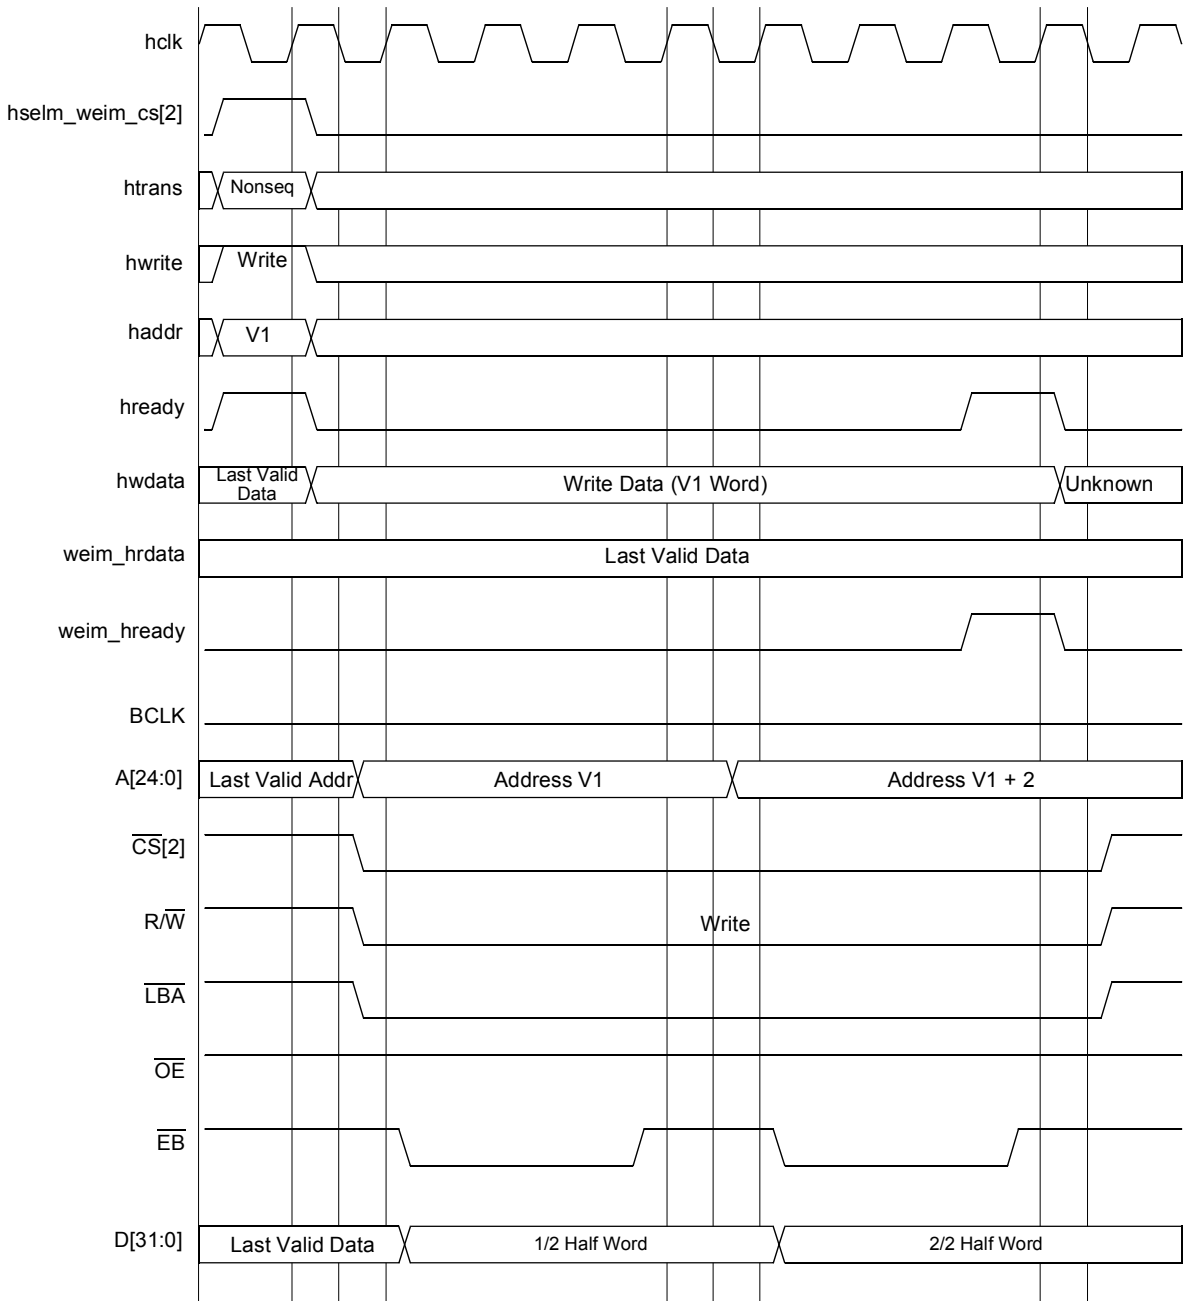 hclk
hselm_weim_cs[2]
htrans
Nonseq
hwrite
Write
haddr
V1
hready
hwdata
Last Valid
Data
Write Data (V1 Word)
Unknown
weim_hrdata
Last Valid Data
weim_hready
BCLK
A[24:0]
Last Valid Addr
Address V1
Address V1 + 2
CS[2]
R/W
Write
LBA
OE
EB
D[31:0]
Last Valid Data
1/2 Half Word
2/2 Half Word